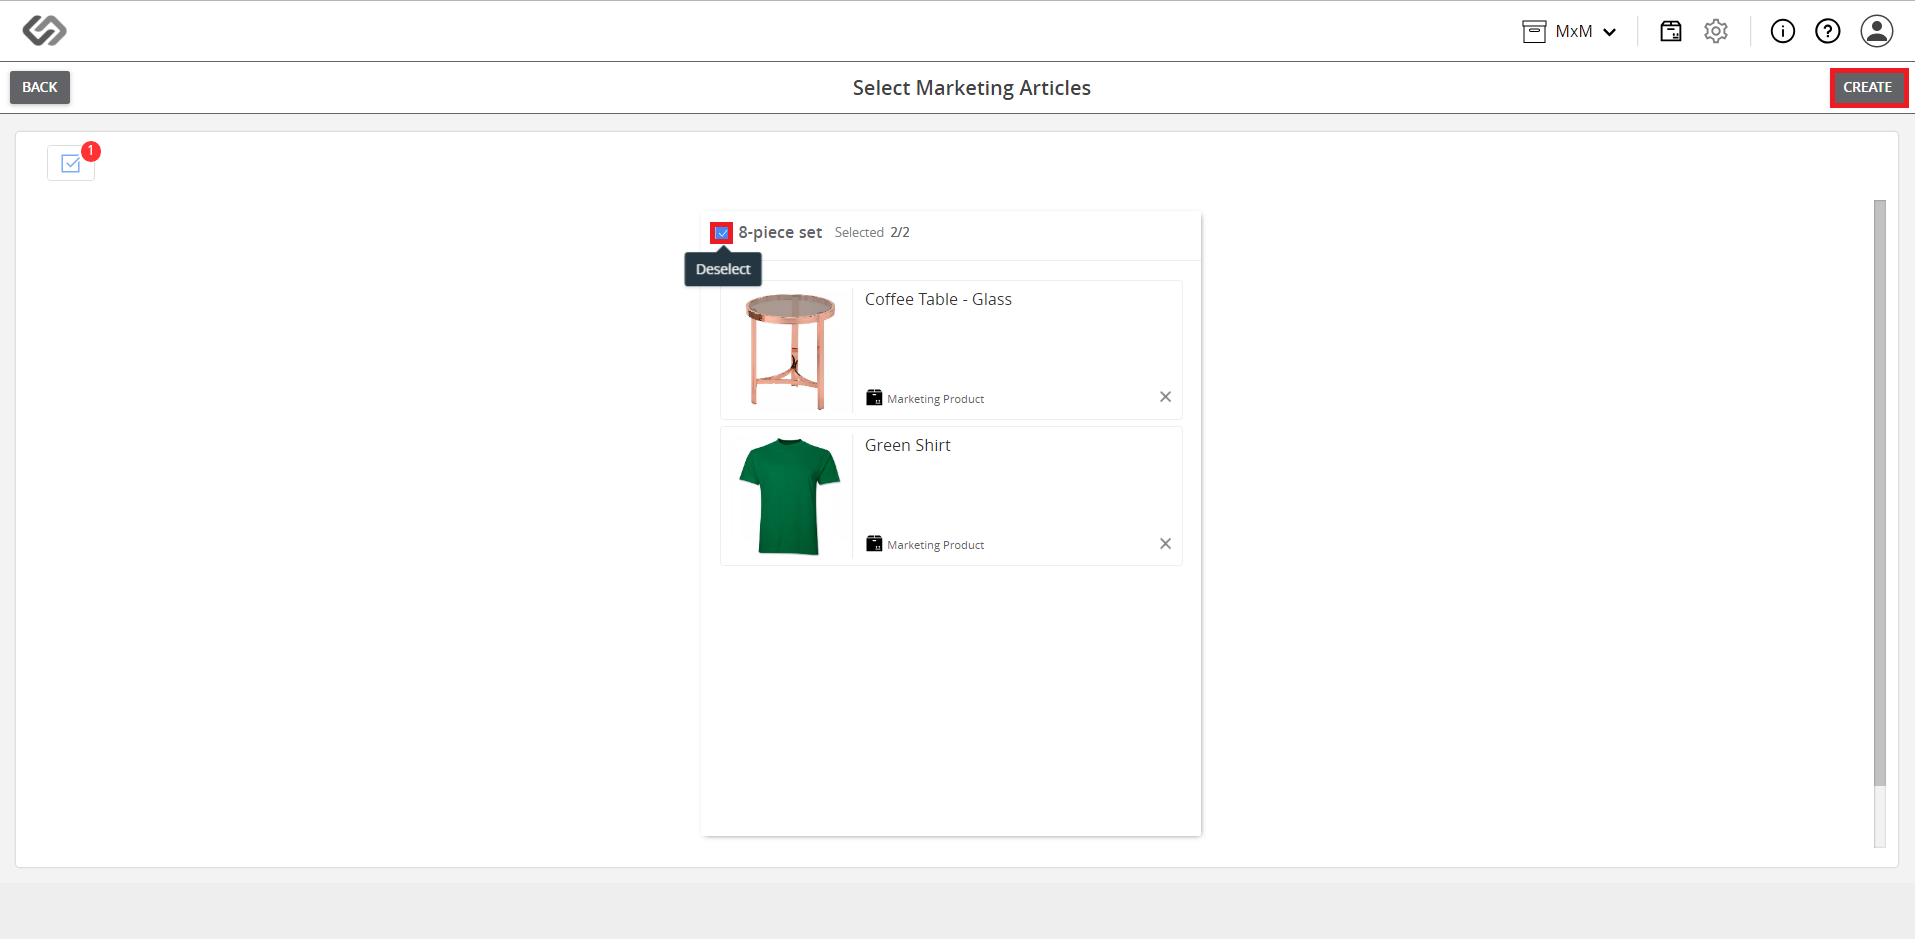 MxM
BACK
Select Marketing Articles
CREATE
1
8-piece set Selected 2/2
Deselect
Coffee Table - Glass
Marketing Product
Green Shirt
Marketing Product